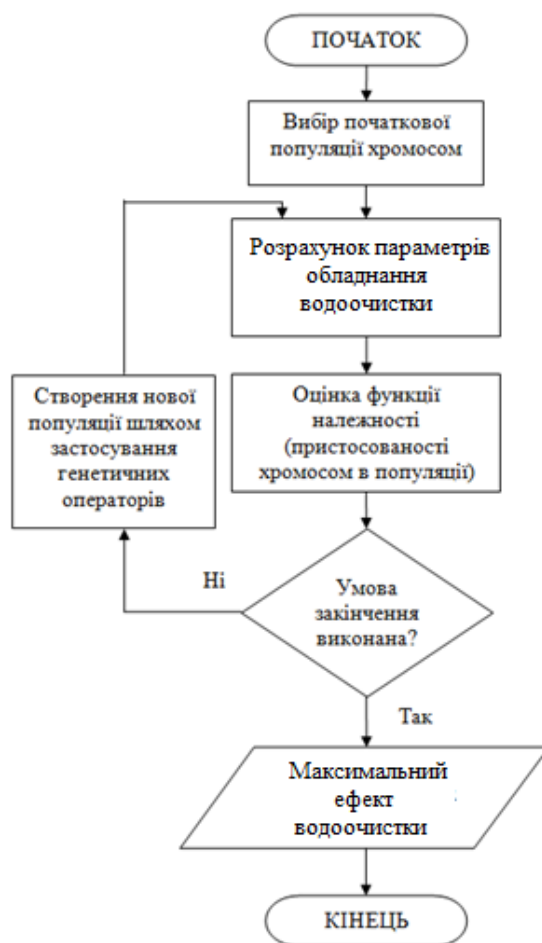 ПОЧАТОК
Вибір початкової
популяції хромосом
Розрахунок параметрів
обладнання
водоочистки
Створення нової
популяції шляхом
застосування
генетичних
операторів
Оцінка функції
належності
(пристосованості
хромосом в популяції)
Ні
Умова
закінчення
виконана?
Так
Максимальний
ефект
водоочистки
КІНЕЦЬ